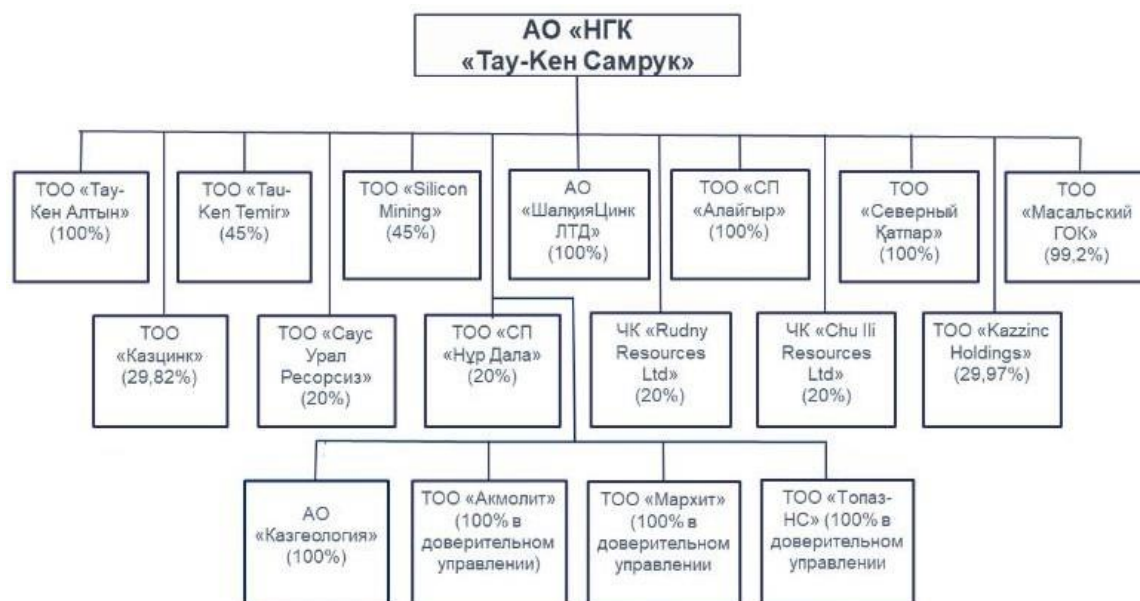 АО «НГК
«Тау-Кен Самрук»
ТОО «Тау-
Кен Алтын»
(100%)
ТОО «Tau-
Ken Temir»
(45%)
ТОО «Silicon
Mining»
(45%)
АО
«ШалқияЦинк
ЛТД»
(100%)
ТОО «СП
«Алайгыр»
(100%)
ТОО
«Северный
Қатпар»
(100%)
ТОО
«Масальский
ГОК»
(99,2%)
ТОО
«Казцинк»
(29,82%)
ТОО «Саус
Урал
Ресорсиз»
(20%)
ТОО «СП
«Нұр Дала»
(20%)
ЧК «Rudny
Resources
Ltd»
(20%)
ЧК «Chu Ili
Resources
Ltd»
(20%)
ТОО «Kazzinc
Holdings»
(29,97%)
АО
«Казгеология»
(100%)
ТОО «Акмолит»
(100% в
доверительном
управлении)
ТОО «Мархит»
(100% в
доверительном
управлении
ТОО «Топаз-
НС» (100% в
доверительном
управлении